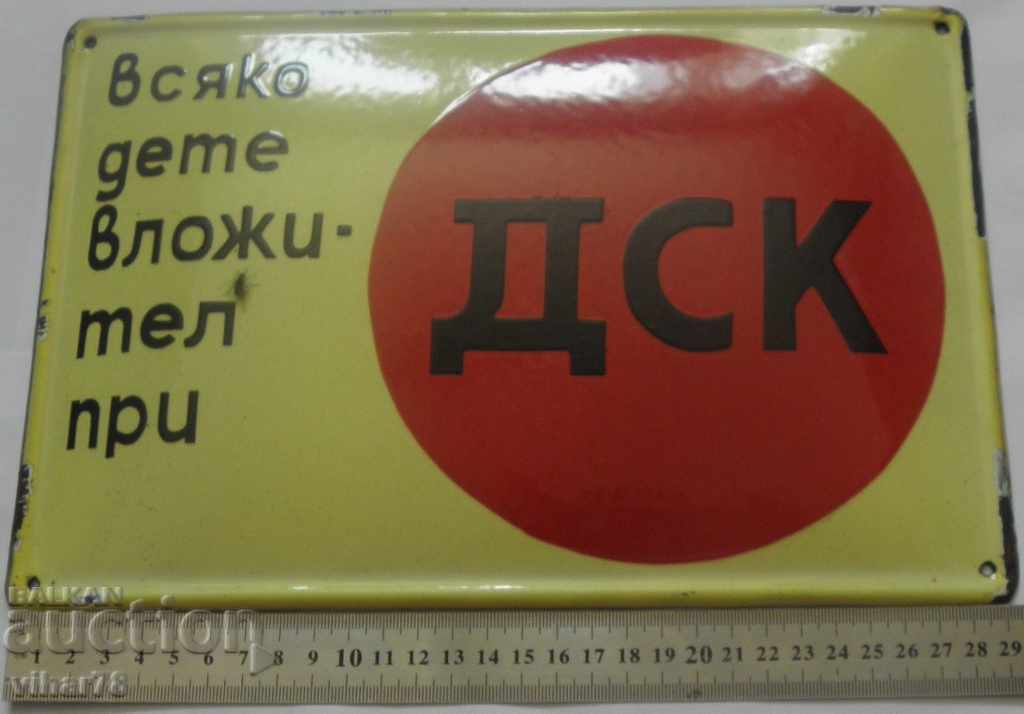 всяко
дете
вложи-
тел
при
ДСК
BALKAN
auction
1 2 3 4 5 6 7 8 9 10 11 12 13 14 15 16 17 18 19 20 21 22 23 24 25 26 27 28 29
vihar78